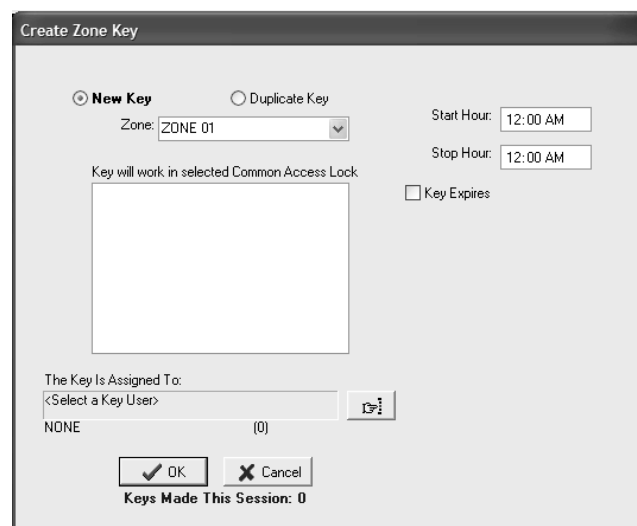 Create Zone Key
New Key
Duplicate Key
Zone: ZONE 01
Start Hour: 12:00 AM
Stop Hour: 12:00 AM
Key Expires
Key will work in selected Common Access Lock
The Key Is Assigned To:
<Select a Key User>
NONE (0)
OK
Cancel
Keys Made This Session: 0